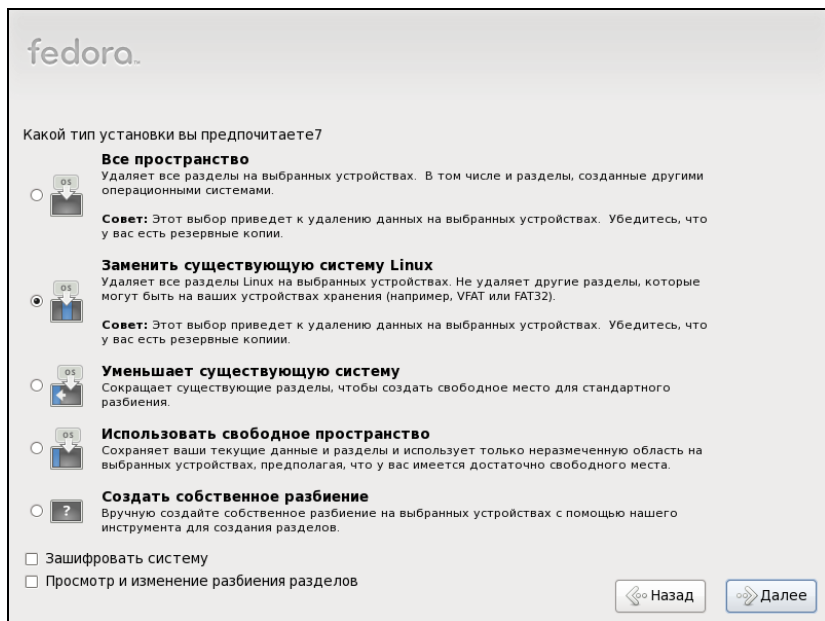 fedora™
Какой тип установки вы предпочитаете7
Все пространство
Удаляет все разделы на выбранных устройствах. В том числе и разделы, созданные другими
операционными системами.
Совет: Этот выбор приведет к удалению данных на выбранных устройствах. Убедитесь, что
у вас есть резервные копии.
Заменить существующую систему Linux
Удаляет все разделы Linux на выбранных устройствах. Не удаляет другие разделы, которые
могут быть на ваших устройствах хранения (например, VFAT или FAT32).
Совет: Этот выбор приведет к удалению данных на выбранных устройствах. Убедитесь, что
у вас есть резервные копиии.
Уменьшает существующую систему
Сокращает существующие разделы, чтобы создать свободное место для стандартного
разбиения.
Использовать свободное пространство
Сохраняет ваши текущие данные и разделы и использует только неразмеченную область на
выбранных устройствах, предполагая, что у вас имеется достаточно свободного места.
Создать собственное разбиение
Вручную создайте собственное разбиение на выбранных устройствах с помощью нашего
инструмента для создания разделов.
OS
OS
OS
OS
?
Зашифровать систему
Просмотр и изменение разбиения разделов
Назад
Далее